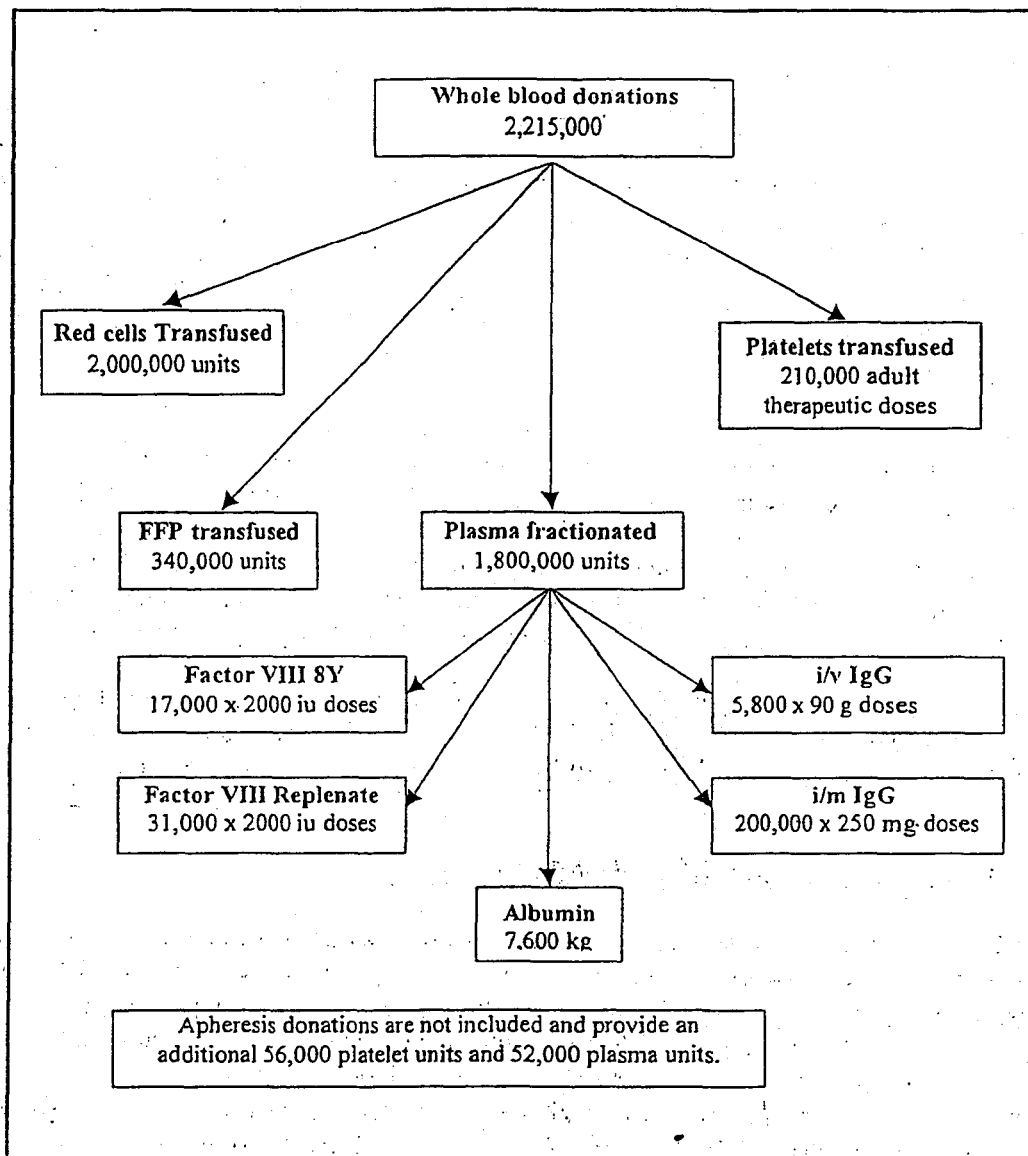 Whole blood donations
2,215,000
Red cells Transfused
2,000,000 units
Platelets transfused
210,000 adult
therapeutic doses
FFP transfused
340,000 units
Plasma fractionated
1,800,000 units
Factor VIII 8Y
17,000 x 2000 iu doses
i/v IgG
5,800 x 90 g doses
Factor VIII Replenate
31,000 x 2000 iu doses
i/m IgG
200,000 x 250 mg doses
Albumin
7,600 kg
Apheresis donations are not included and provide an
additional 56,000 platelet units and 52,000 plasma units.